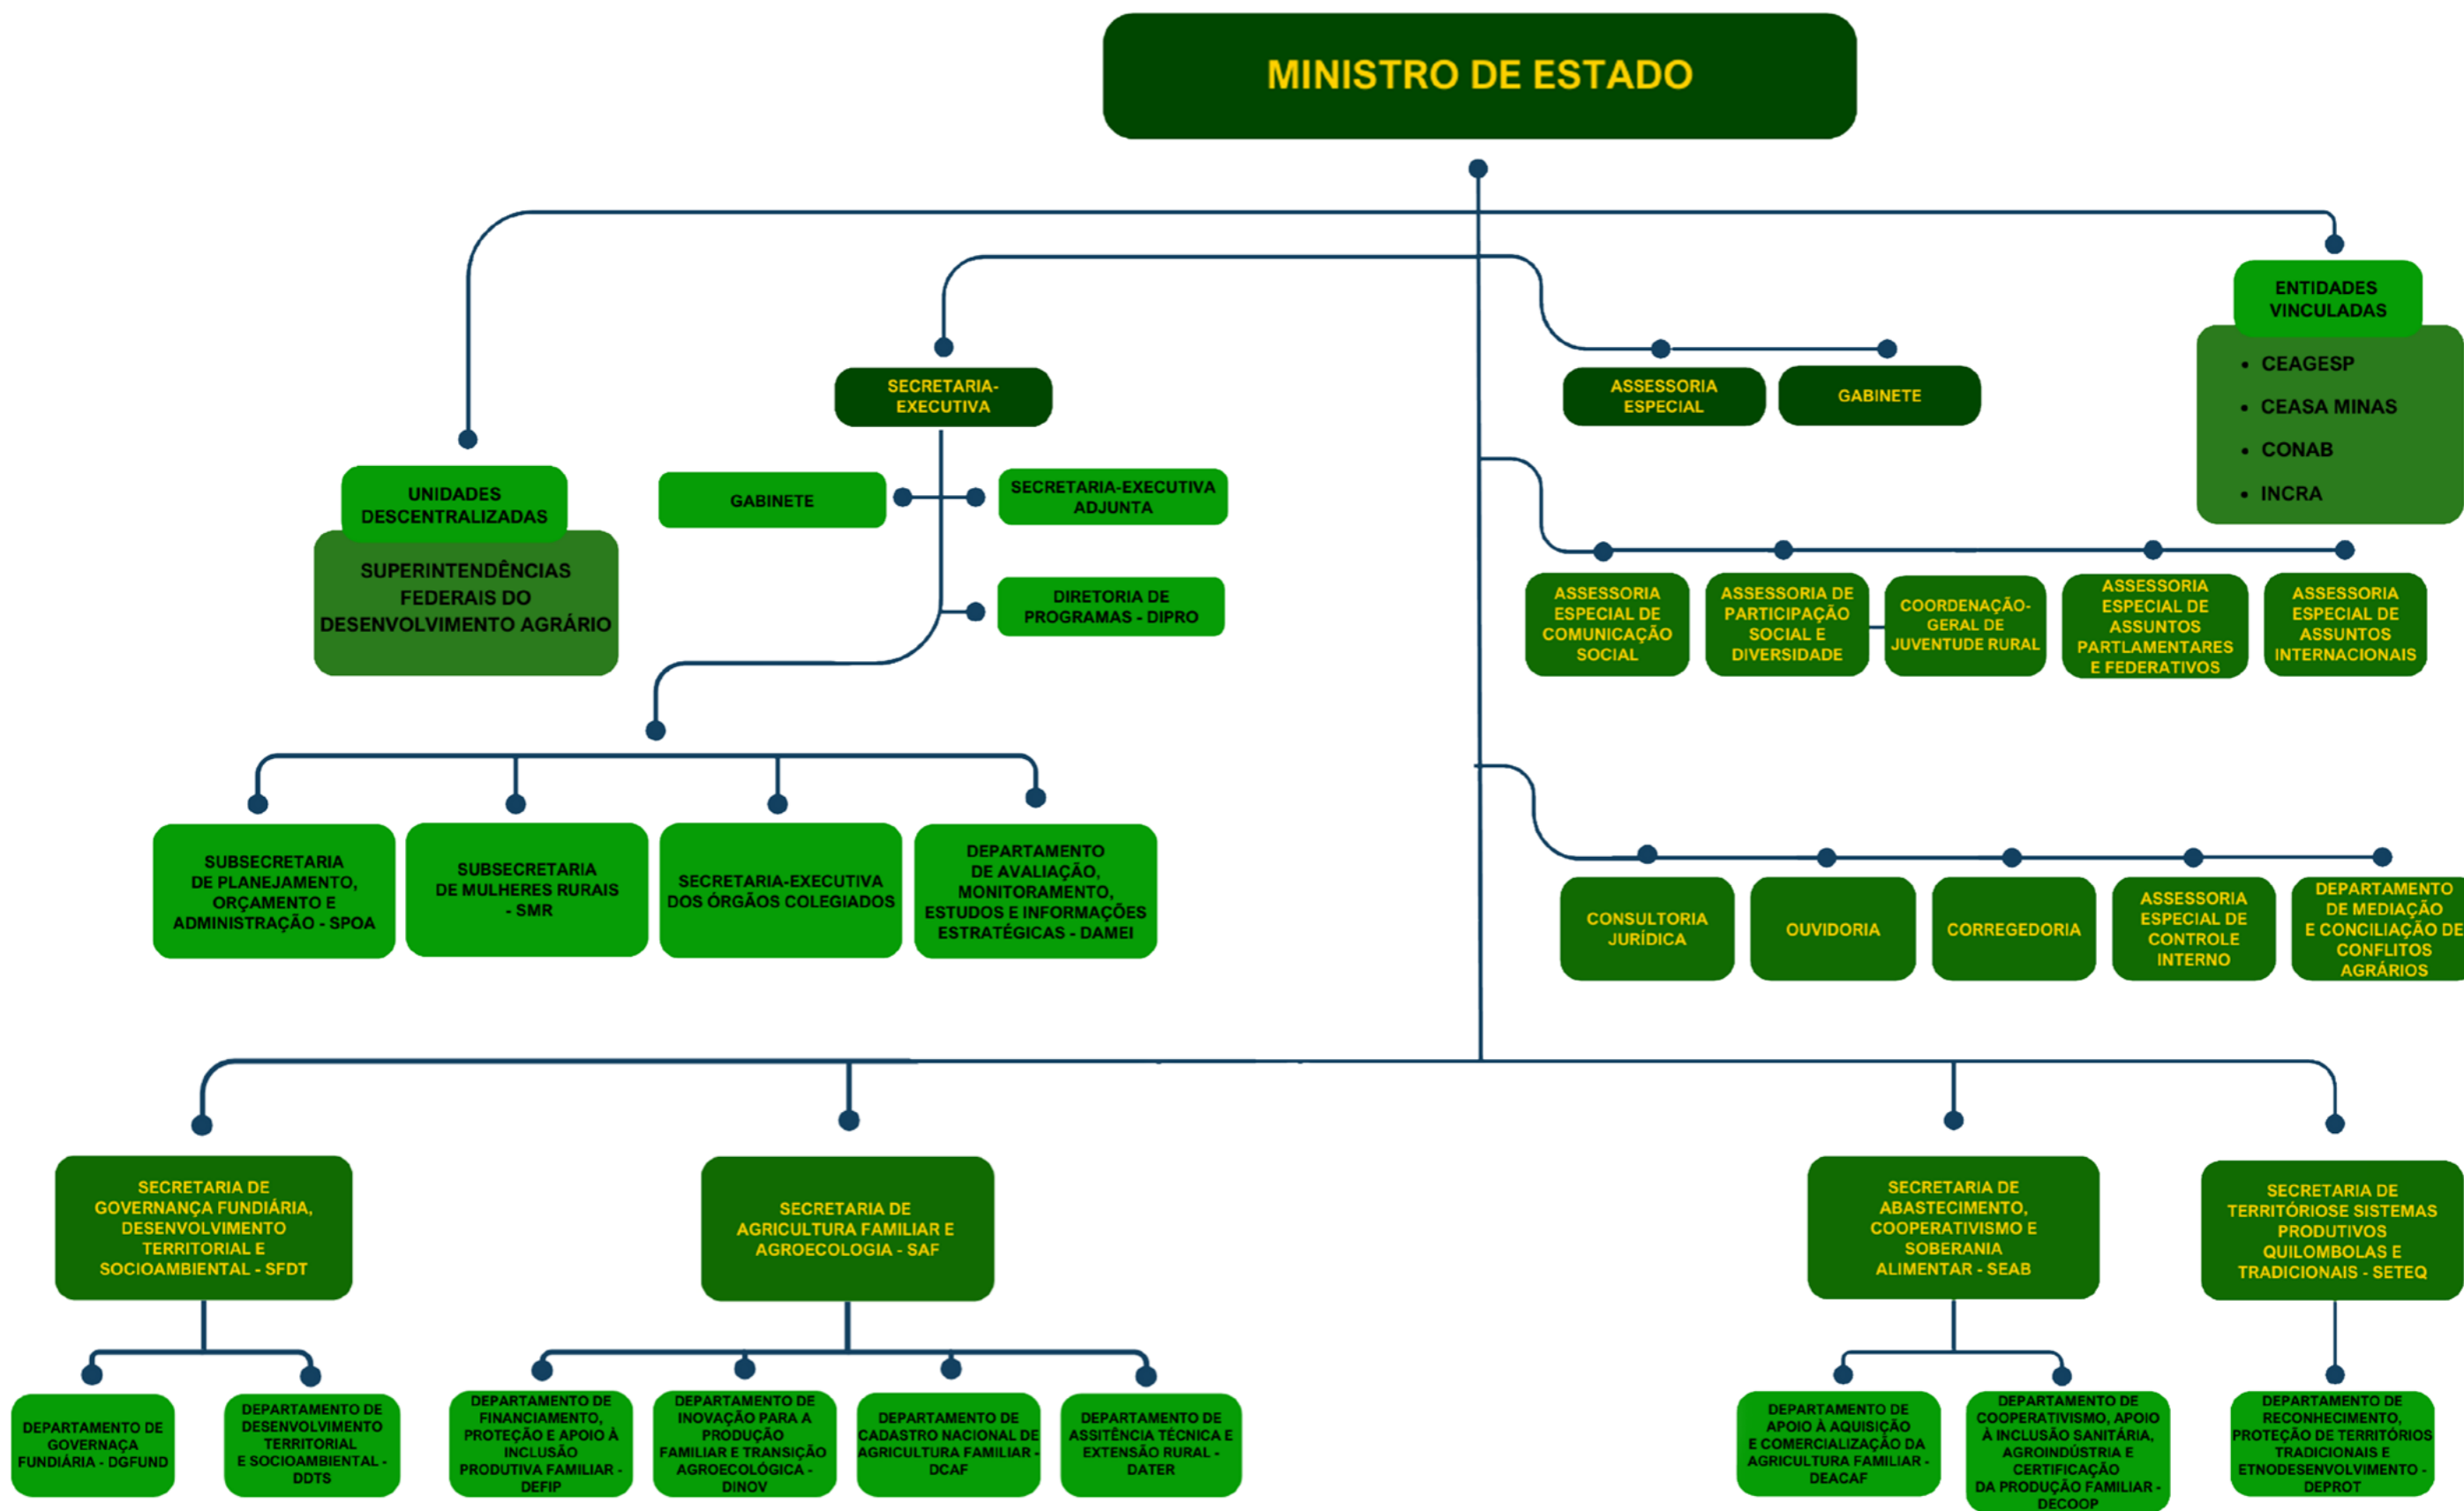 MINISTRO DE ESTADO
ENTIDADES
VINCULADAS
• CEAGESP
• CEASA MINAS
• CONAB
• INCRA
SECRETARIA-
EXECUTIVA
ASSESSORIA
ESPECIAL
GABINETE
UNIDADES
DESCENTRALIZADAS
SUPERINTENDÊNCIAS
FEDERAIS DO
DESENVOLVIMENTO AGRÁRIO
GABINETE
SECRETARIA-EXECUTIVA
ADJUNTA
DIRETORIA DE
PROGRAMAS - DIPRO
ASSESSORIA
ESPECIAL DE
COMUNICAÇÃO
SOCIAL
ASSESSORIA DE
PARTICIPAÇÃO
SOCIAL E
DIVERSIDADE
COORDENAÇÃO-
GERAL DE
JUVENTUDE RURAL
ASSESSORIA
ESPECIAL DE
ASSUNTOS
PARTLAMENTARES
E FEDERATIVOS
ASSESSORIA
ESPECIAL DE
ASSUNTOS
INTERNACIONAIS
SUBSECRETARIA
DE PLANEJAMENTO,
ORÇAMENTO E
ADMINISTRAÇÃO - SPOA
SUBSECRETARIA
DE MULHERES RURAIS
- SMR
SECRETARIA-EXECUTIVA
DOS ÓRGÃOS COLEGIADOS
DEPARTAMENTO
DE AVALIAÇÃO,
MONITORAMENTO,
ESTUDOS E INFORMAÇÕES
ESTRATÉGICAS - DAMEI
CONSULTORIA
JURÍDICA
OUVIDORIA
CORREGEDORIA
ASSESSORIA
ESPECIAL DE
CONTROLE
INTERNO
DEPARTAMENTO
DE MEDIAÇÃO
E CONCILIAÇÃO DE
CONFLITOS
AGRÁRIOS
SECRETARIA DE
GOVERNANÇA FUNDIÁRIA,
DESENVOLVIMENTO
TERRITORIAL E
SOCIOAMBIENTAL - SFDT
SECRETARIA DE
AGRICULTURA FAMILIAR E
AGROECOLOGIA - SAF
SECRETARIA DE
ABASTECIMENTO,
COOPERATIVISMO E
SOBERANIA
ALIMENTAR - SEAB
SECRETARIA DE
TERRITÓRIOSE SISTEMAS
PRODUTIVOS
QUILOMBOLAS E
TRADICIONAIS - SETEQ
DEPARTAMENTO DE
GOVERNAÇA
FUNDIÁRIA - DGFUND
DEPARTAMENTO DE
DESENVOLVIMENTO
TERRITORIAL
E SOCIOAMBIENTAL -
DDTS
DEPARTAMENTO DE
FINANCIAMENTO,
PROTEÇÃO E APOIO À
INCLUSÃO
PRODUTIVA FAMILIAR -
DEFIP
DEPARTAMENTO DE
INOVAÇÃO PARA A
PRODUÇÃO
FAMILIAR E TRANSIÇÃO
AGROECOLÓGICA -
DINOV
DEPARTAMENTO DE
CADASTRO NACIONAL DE
AGRICULTURA FAMILIAR -
DCAF
DEPARTAMENTO DE
ASSITÊNCIA TÉCNICA E
EXTENSÃO RURAL -
DATER
DEPARTAMENTO DE
APOIO À AQUISIÇÃO
E COMERCIALIZAÇÃO DA
AGRICULTURA FAMILIAR -
DEACAF
DEPARTAMENTO DE
COOPERATIVISMO, APOIO
À INCLUSÃO SANITÁRIA,
AGROINDÚSTRIA E
CERTIFICAÇÃO
DA PRODUÇÃO FAMILIAR -
DECOOP
DEPARTAMENTO DE
RECONHECIMENTO,
PROTEÇÃO DE TERRITÓRIOS
TRADICIONAIS E
ETNODESENVOLVIMENTO -
DEPROT